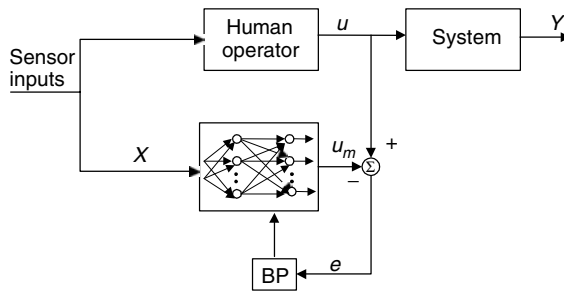 Sensor
inputs
Human
operator
u
System
Y
X
u_m
+
−
Σ
BP
e